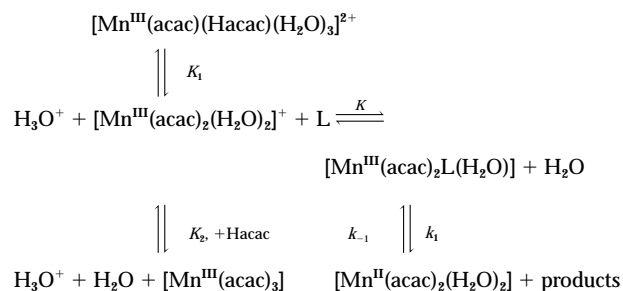 [Mn^III(acac)(Hacac)(H₂O)₃]²⁺
K₁
H₃O⁺ + [Mn^III(acac)₂(H₂O)₂]⁺ + L ⇌ K
[Mn^III(acac)₂L(H₂O)] + H₂O
K₂, +Hacac k₋₁ k₁
H₃O⁺ + H₂O + [Mn^III(acac)₃] [Mn^II(acac)₂(H₂O)₂] + products